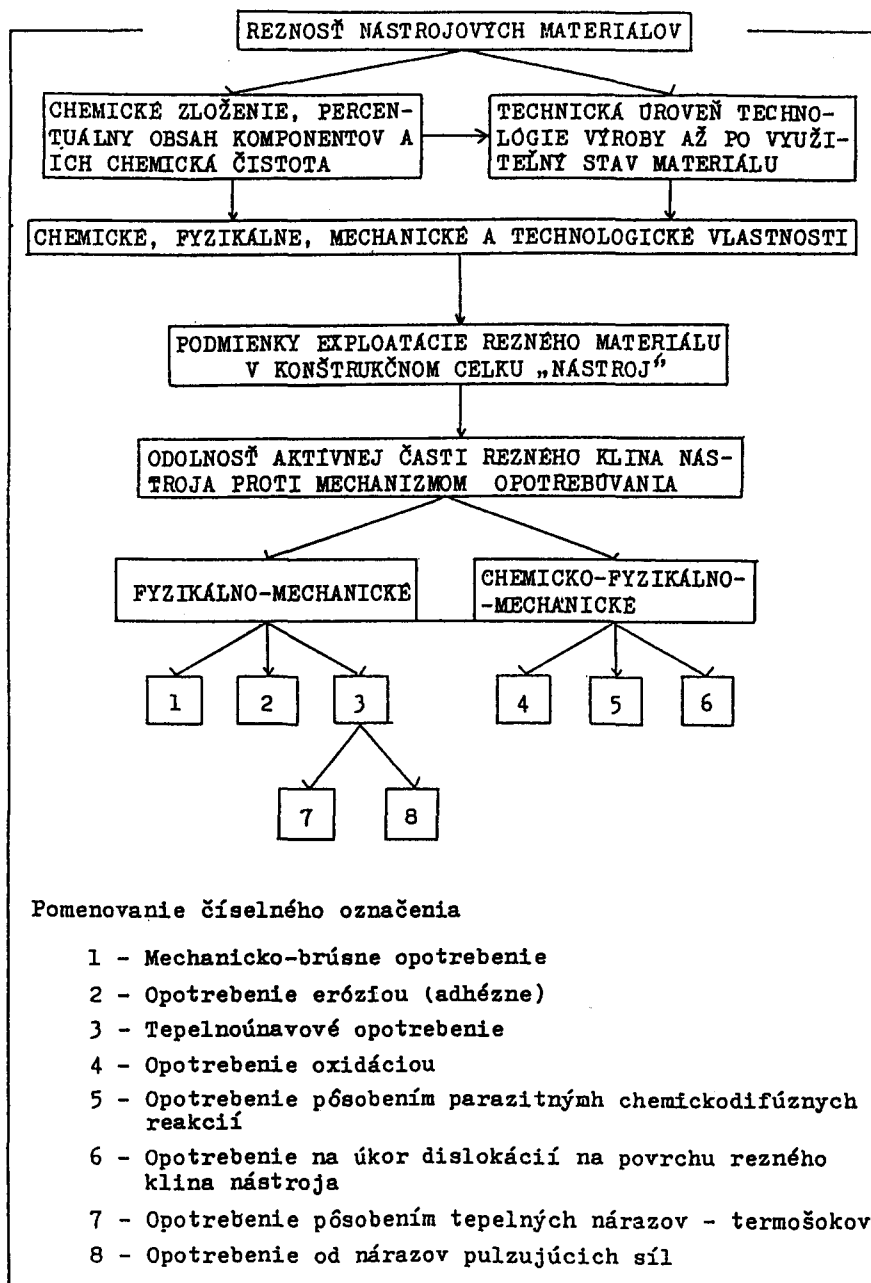 REZNOSŤ NÁSTROJOVÝCH MATERIÁLOV
CHEMICKÉ ZLOŽENIE, PERCEN-
TUÁLNY OBSAH KOMPONENTOV A
ICH CHEMICKÁ ČISTOTA
TECHNICKÁ ÚROVEŇ TECHNO-
LÓGIE VÝROBY AŽ PO VYUŽI-
TEĽNÝ STAV MATERIÁLU
CHEMICKÉ, FYZIKÁLNE, MECHANICKÉ A TECHNOLOGICKÉ VLASTNOSTI
PODMIENKY EXPLOATÁCIE REZNÉHO MATERIÁLU
V KONŠTRUKČNOM CELKU „NÁSTROJ"
ODOLNOSŤ AKTÍVNEJ ČASTI REZNÉHO KLINA NÁS-
TROJA PROTI MECHANIZMOM OPOTREBÚVANIA
FYZIKÁLNO-MECHANICKÉ
CHEMICKO-FYZIKÁLNO-
-MECHANICKÉ
1 2 3 4 5 6
7 8
Pomenovanie číselného označenia
1 - Mechanicko-brúsne opotrebenie
2 - Opotrebenie eróziou (adhézne)
3 - Tepelnoúnavové opotrebenie
4 - Opotrebenie oxidáciou
5 - Opotrebenie pôsobením parazitnýmh chemickodifúznych
reakcií
6 - Opotrebenie na úkor dislokácií na povrchu rezného
klina nástroja
7 - Opotrebenie pôsobením tepelných nárazov - termošokov
8 - Opotrebenie od nárazov pulzujúcich síl